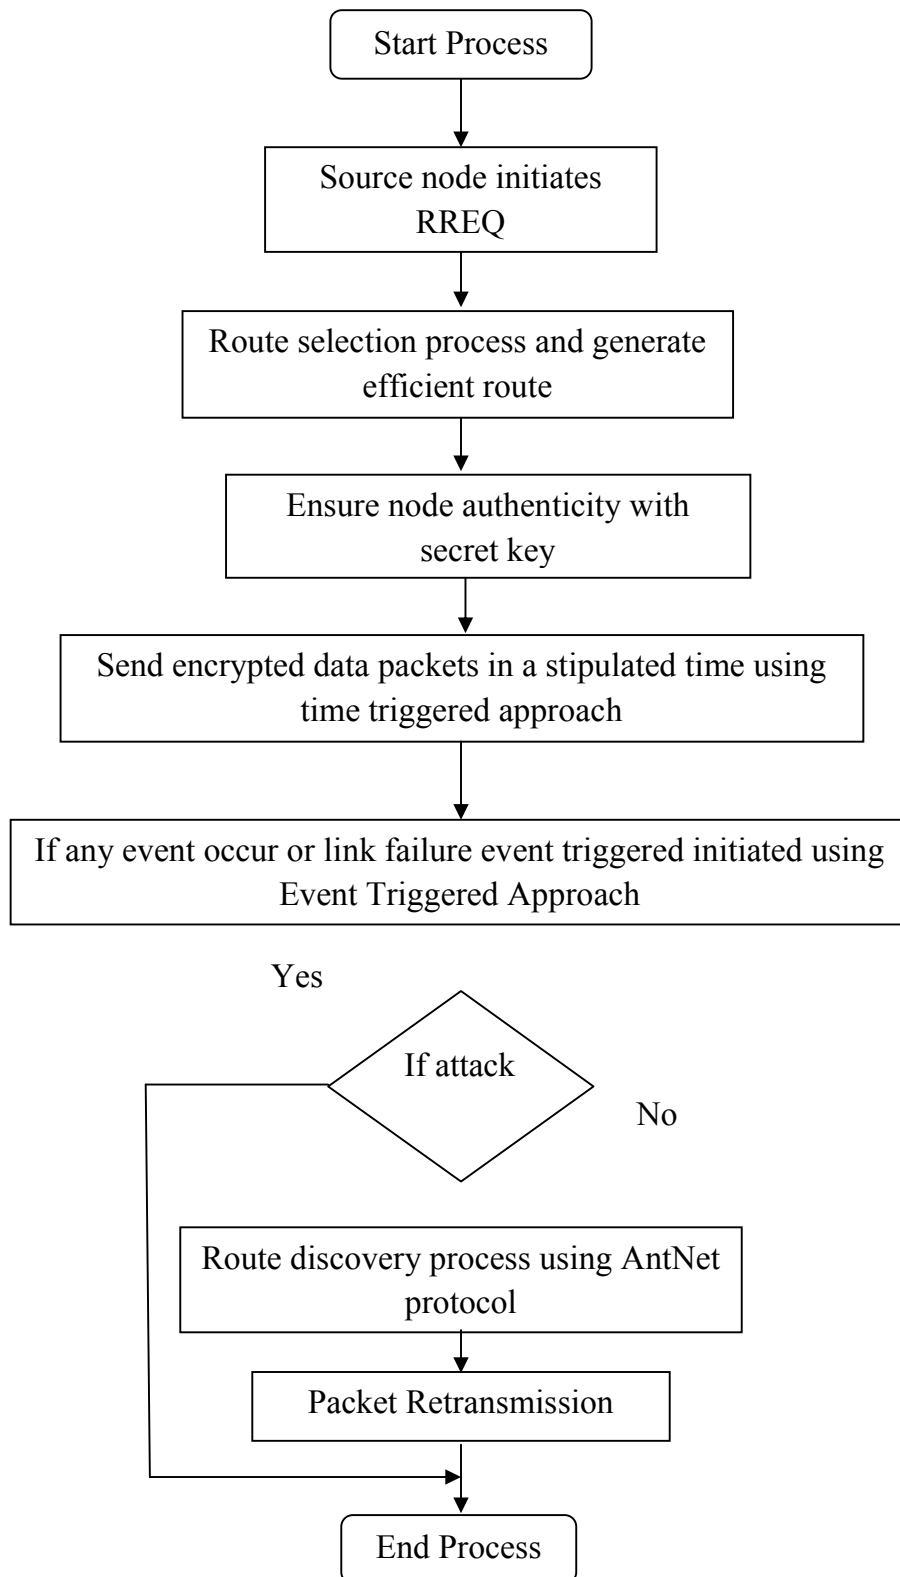 Start Process
Source node initiates
RREQ
Route selection process and generate
efficient route
Ensure node authenticity with
secret key
Send encrypted data packets in a stipulated time using
time triggered approach
If any event occur or link failure event triggered initiated using
Event Triggered Approach
Yes
If attack
No
Route discovery process using AntNet
protocol
Packet Retransmission
End Process